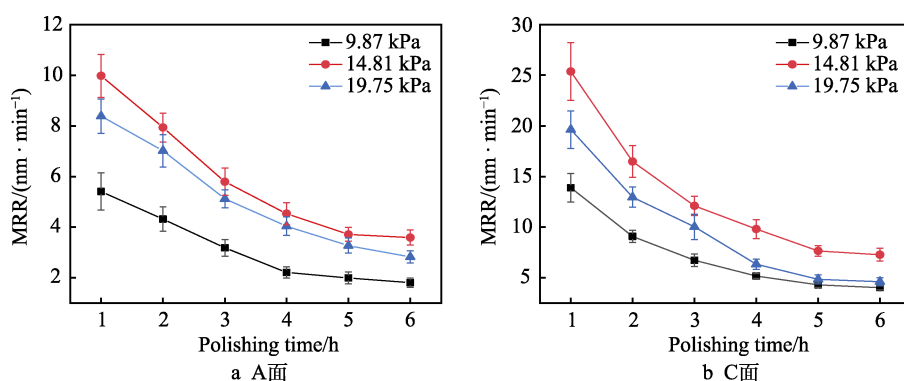 12
10
8
6
4
2
MRR/(nm · min⁻¹)
9.87 kPa
14.81 kPa
19.75 kPa
1 2 3 4 5 6
Polishing time/h
a A面
30
25
20
15
10
5
MRR/(nm · min⁻¹)
9.87 kPa
14.81 kPa
19.75 kPa
1 2 3 4 5 6
Polishing time/h
b C面